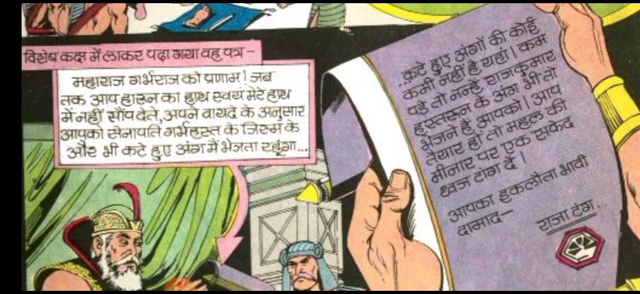 विशेष कक्ष में लाकर पढ़ा गया वह पत्र –
महाराज गर्भराज को प्रणाम! जब
तक आप हारून का हाथ स्वयं मेरे हाथ
में नहीं सौंप देते, अपने वायदे के अनुसार
आपको सेनापति गर्भहस्त के जिस्म के
और भी कटे हुए अंग में भेजता रहूंगा...
..कटे हुए अंगों की कोई
कमी नहीं है यहां। कम
पड़े तो नन्हें राजकुमार
हस्तरून के अंग भी तो
भेजने हैं, आपको। आप
तैयार हों तो महल की
मीनार पर एक सफेद
ध्वज टांग दें।
आपका इकलौता भावी
दामाद—
राजा टंग...